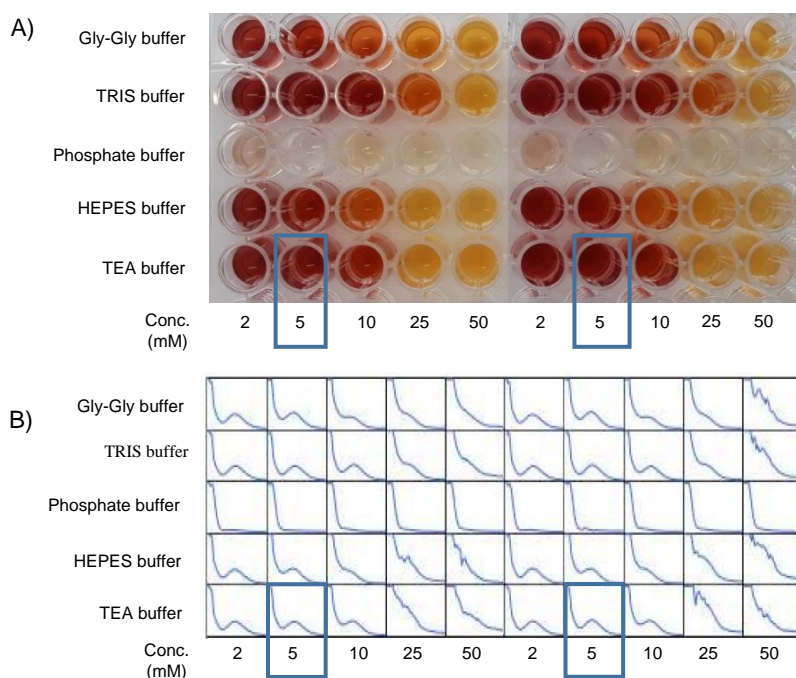 A)
Gly-Gly buffer
TRIS buffer
Phosphate buffer
HEPES buffer
TEA buffer
Conc.
(mM)
2 5 10 25 50 2 5 10 25 50
B)
Gly-Gly buffer
TRIS buffer
Phosphate buffer
HEPES buffer
TEA buffer
Conc.
(mM)
2 5 10 25 50 2 5 10 25 50